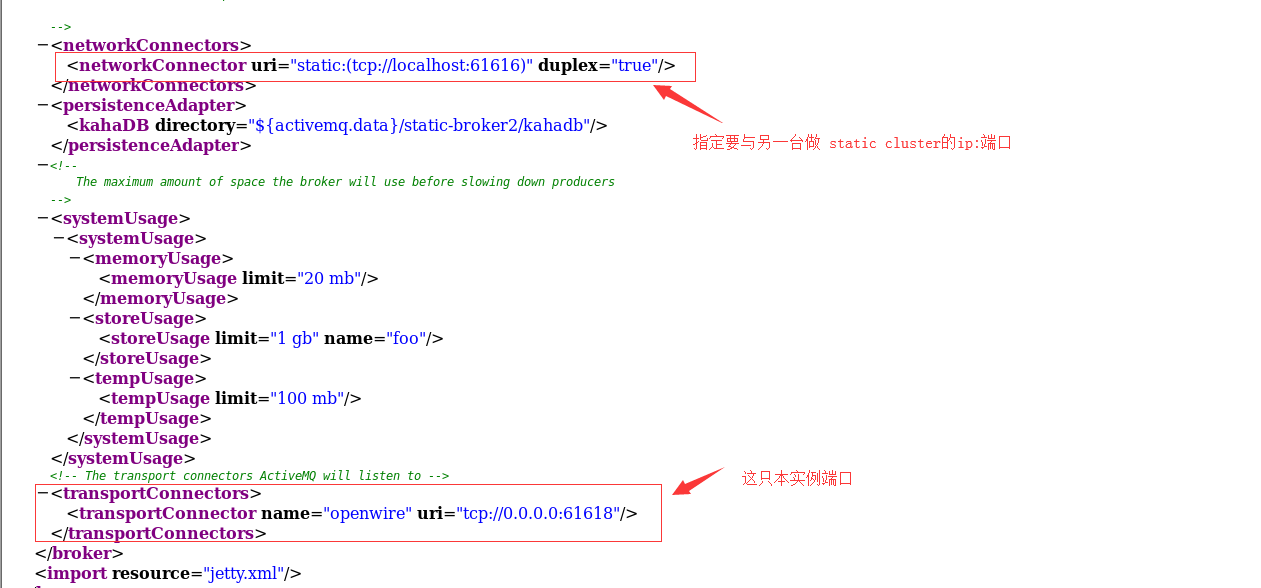 -->
−<networkConnectors>
<networkConnector uri="static:(tcp://localhost:61616)" duplex="true"/>
</networkConnectors>
−<persistenceAdapter>
<kahaDB directory="${activemq.data}/static-broker2/kahadb"/>
指定要与另一台做 static cluster的ip:端口
</persistenceAdapter>
−<!--
The maximum amount of space the broker will use before slowing down producers
-->
−<systemUsage>
−<systemUsage>
−<memoryUsage>
<memoryUsage limit="20 mb"/>
</memoryUsage>
−<storeUsage>
<storeUsage limit="1 gb" name="foo"/>
</storeUsage>
−<tempUsage>
<tempUsage limit="100 mb"/>
</tempUsage>
</systemUsage>
</systemUsage>
<!-- The transport connectors ActiveMQ will listen to -->
这只本实例端口
−<transportConnectors>
<transportConnector name="openwire" uri="tcp://0.0.0.0:61618"/>
</transportConnectors>
</broker>
<import resource="jetty.xml"/>